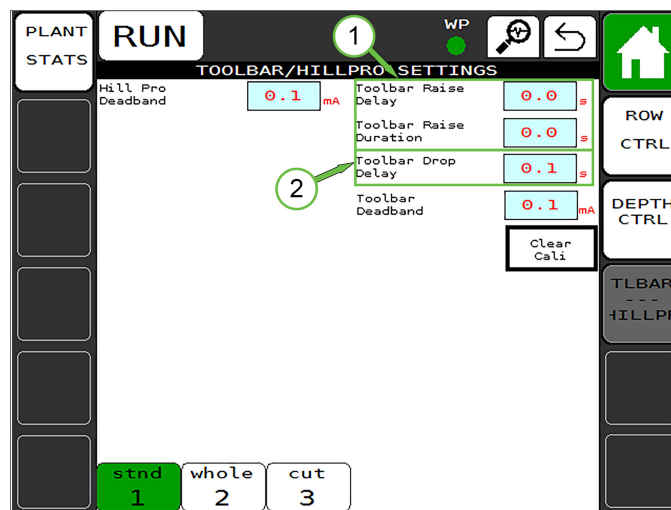 PLANT
STATS
RUN
1
WP
TOOLBAR/HILLPRO SETTINGS
Hill Pro
Deadband
0.1 mA
Toolbar Raise
Delay
0.0 s
Toolbar Raise
Duration
0.0 s
2
Toolbar Drop
Delay
0.1 s
Toolbar
Deadband
0.1 mA
Clear
Cali
ROW
CTRL
DEPTH
CTRL
TLBAR
---
HILLPR
stnd
1
whole
2
cut
3